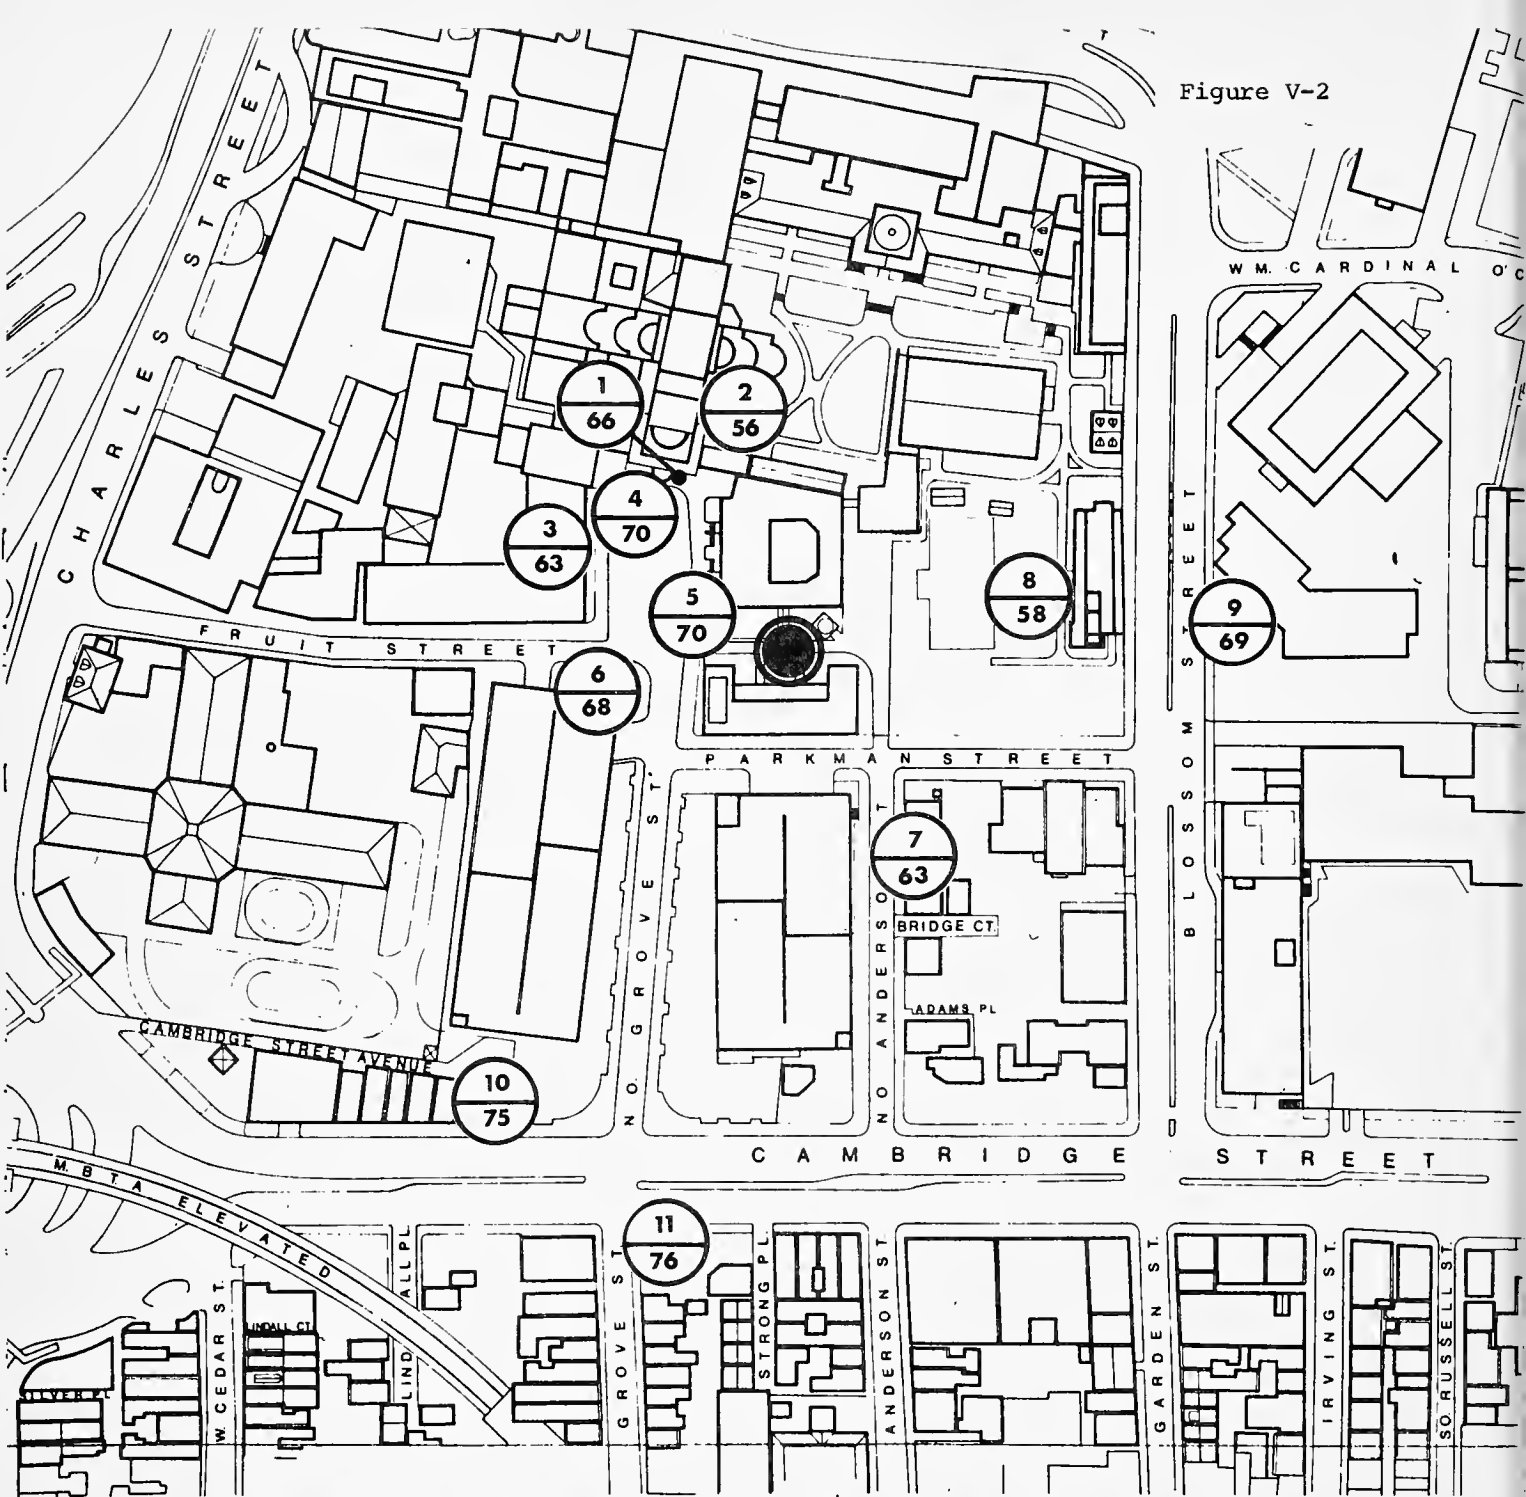 Figure V-2
CHARLES STREET
WM. CARDINAL O'C
1
66
2
56
3
63
4
70
5
70
6
68
7
63
8
58
9
69
10
75
11
76
FRUIT STREET
PARKMAN STREET
BLOSSOM STREET
NO. GROVE ST.
NO ANDERSO ST
BRIDGE CT.
ADAMS PL
CAMBRIDGE STREET AVENUE
CAMBRIDGE STREET
M.B.T.A ELEVATED
W. CEDAR ST.
LINDALL CT.
LINDALL PL.
GROVE ST.
STRONG PL.
ANDERSON ST.
GARDEN ST.
IRVING ST.
SO. RUSSELL ST.